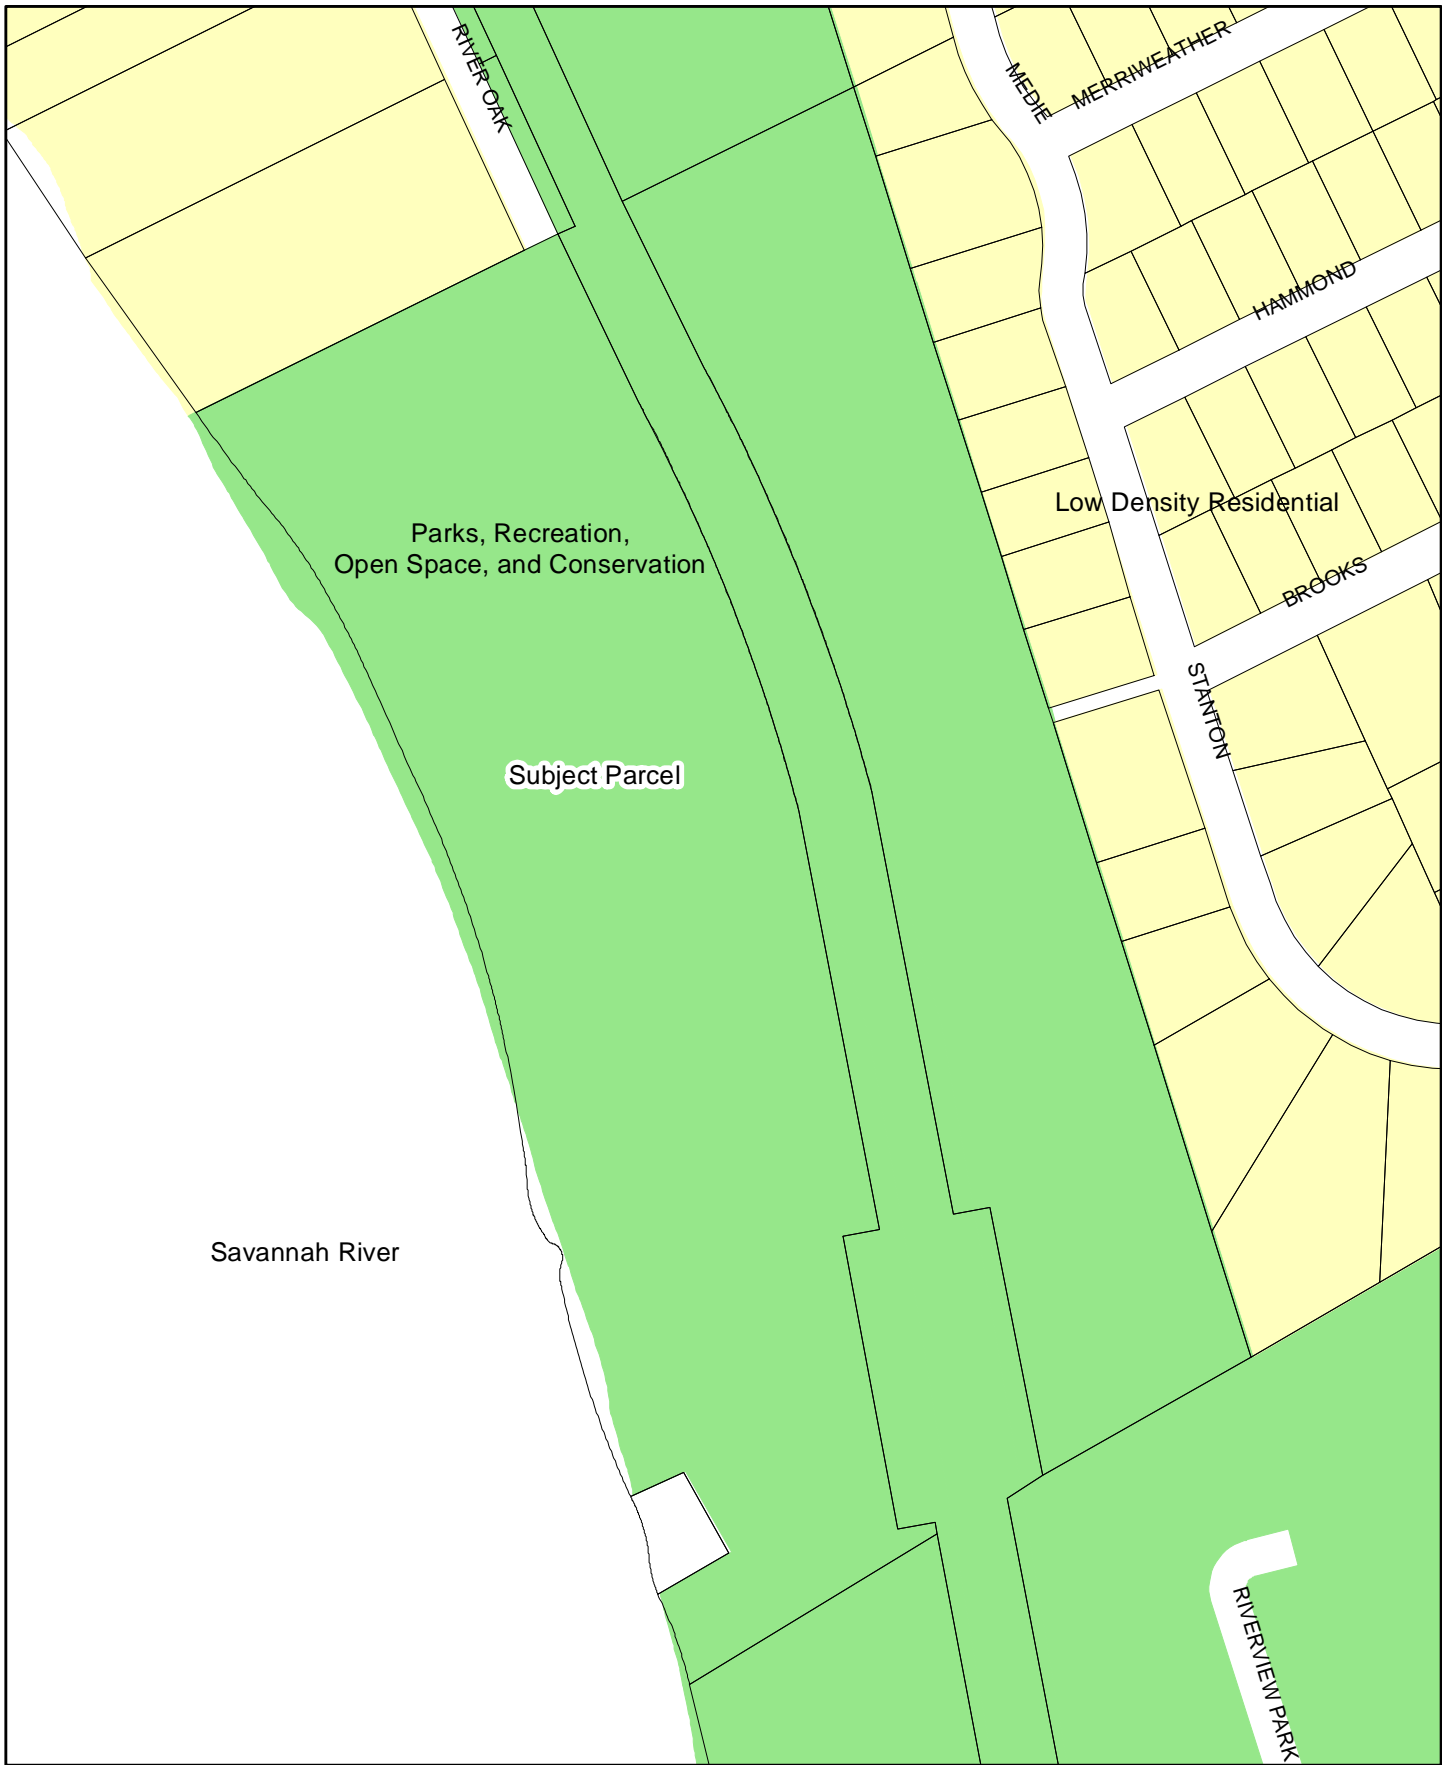 RIVER OAK
MEDIE
MERRIWEATHER
HAMMOND
Low Density Residential
Parks, Recreation,
Open Space, and Conservation
BROOKS
STANTON
Subject Parcel
Savannah River
RIVERVIEW PARK